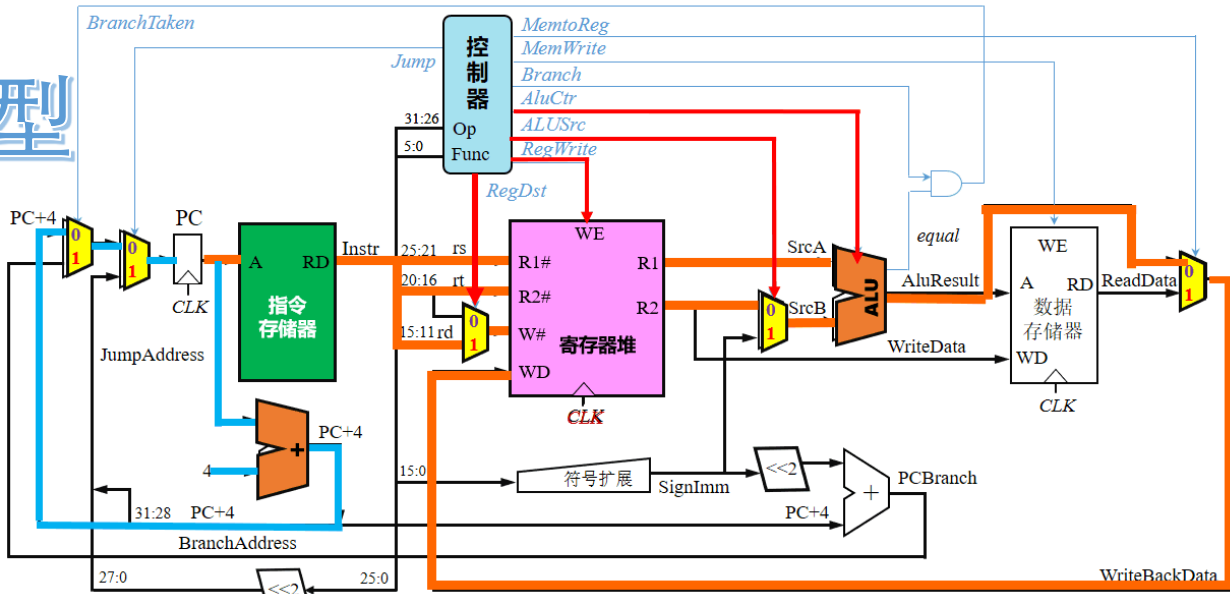 BranchTaken
控制器
MemtoReg
MemWrite
Jump
Branch
AluCtr
ALUSrc
RegWrite
RegDst
型
31:26
Op
5:0
Func
PC+4
0
1
0
1
PC
CLK
A
RD
指令
存储器
Instr
25:21
rs
20:16
rt
15:11
rd
0
1
WE
R1#
R1
R2#
R2
W#
寄存器堆
WD
CLK
SrcA
0
1
SrcB
ALU
equal
AluResult
WriteData
WE
A
RD
数据
存储器
WD
CLK
ReadData
0
1
JumpAddress
4
+
PC+4
15:0
符号扩展
SignImm
<<2
+
PCBranch
PC+4
31:28
PC+4
BranchAddress
27:0
<<2
25:0
WriteBackData